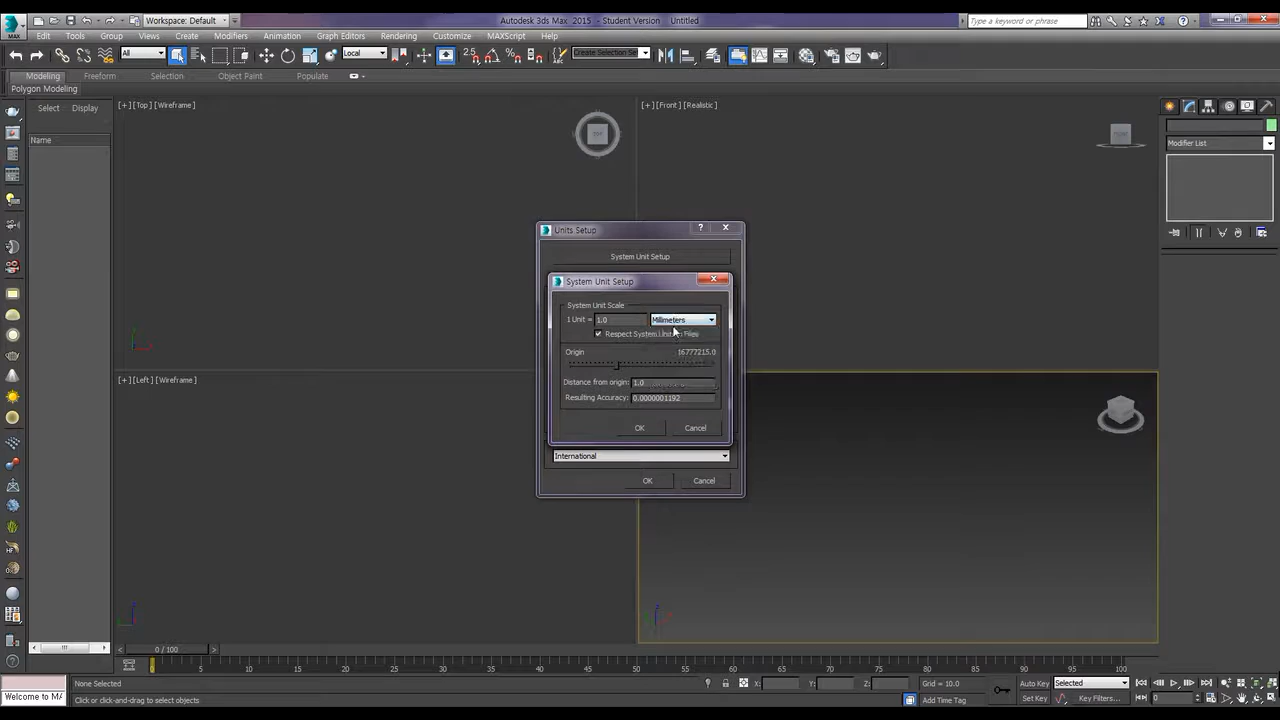 Workspace: Default
Autodesk 3ds Max 2015 - Student Version Untitled
Type a keyword or phrase
MAX
Edit Tools Group Views Create Modifiers Animation Graph Editors Rendering Customize MAXScript Help
All
Local
2.5
Create Selection Se
Modeling Freeform Selection Object Paint Populate
Polygon Modeling
Select Display
Name
[+] [Top] [Wireframe]
TOP
[+] [Front] [Realistic]
Modifier List
[+] [Left] [Wireframe]
Units Setup
System Unit Setup
System Unit Setup
System Unit Scale
1 Unit = 1.0 Millimeters
Respect System Units in Files
Origin 16777215.0
Distance from origin: 1.0
Resulting Accuracy: 0.0000001192
OK Cancel
International
OK Cancel
0 / 100
0 5 10 15 20 25 30 35 40 45 50 55 60 65 70 75 80 85 90 95 100
None Selected
X: Y: Z: Grid = 10.0
Auto Key Selected
Welcome to MA
Click or click-and-drag to select objects
Add Time Tag
Set Key Key Filters...
0